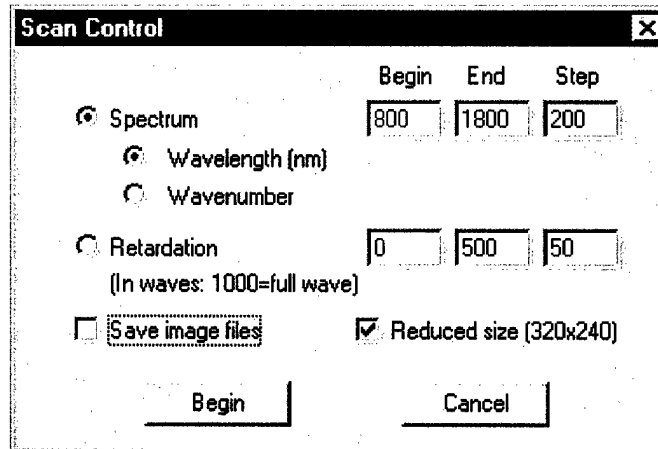 Scan Control
Begin End Step
Spectrum 800 1800 200
Wavelength (nm)
Wavenumber
Retardation 0 500 50
(In waves: 1000=full wave)
Save image files Reduced size (320x240)
Begin Cancel